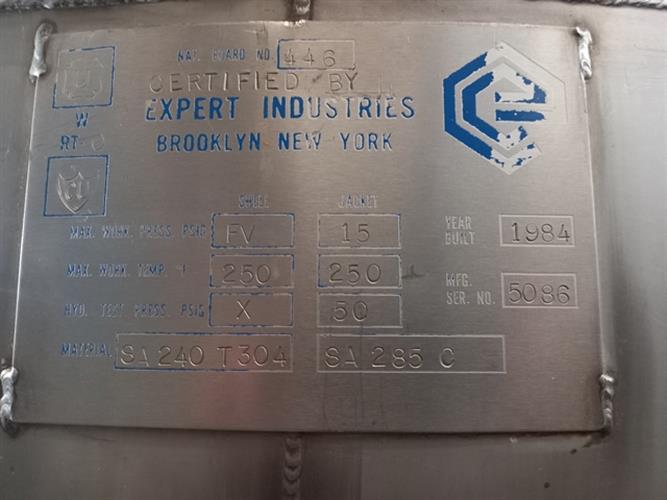 NAT. BOARD NO. 446
U
CERTIFIED BY
W
EXPERT INDUSTRIES
RT-
BROOKLYN NEW YORK
SHELL JACKET
MAX. WORK. PRESS. PSIG FV 15
YEAR BUILT 1984
MAX. WORK. TEMP. 250 250
MFG. SER. NO. 5086
HYD. TEST PRESS. PSIG X 50
MATERIAL SA 240 T304 SA 285 C